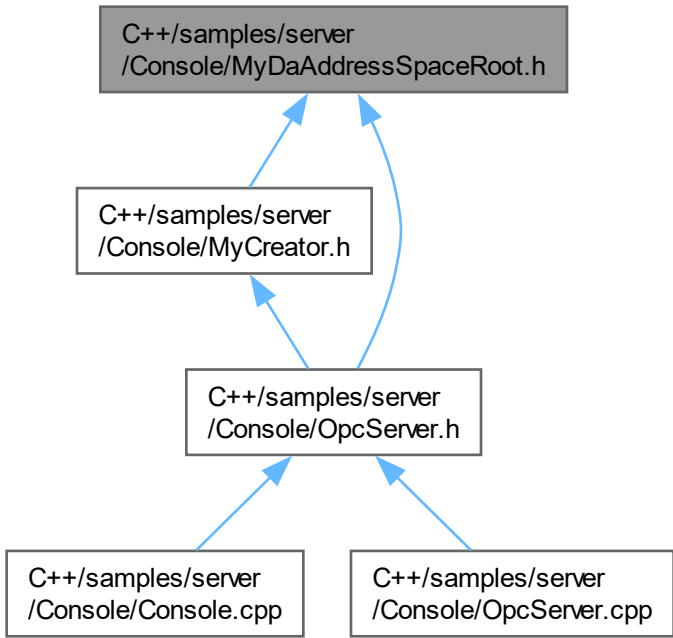 C++/samples/server
/Console/MyDaAddressSpaceRoot.h
C++/samples/server
/Console/MyCreator.h
C++/samples/server
/Console/OpcServer.h
C++/samples/server
/Console/Console.cpp
C++/samples/server
/Console/OpcServer.cpp